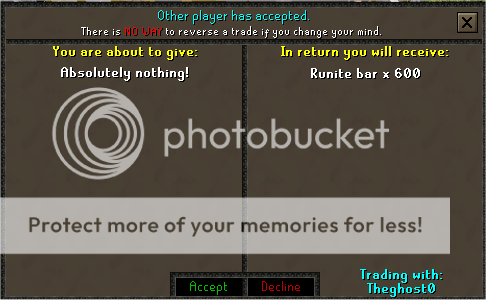 Other player has accepted.
There is NO WAY to reverse a trade if you change your mind.
You are about to give:
Absolutely nothing!
In return you will receive:
Runite bar x 600
photobucket
Protect more of your memories for less!
Accept
Decline
Trading with:
Theghost0